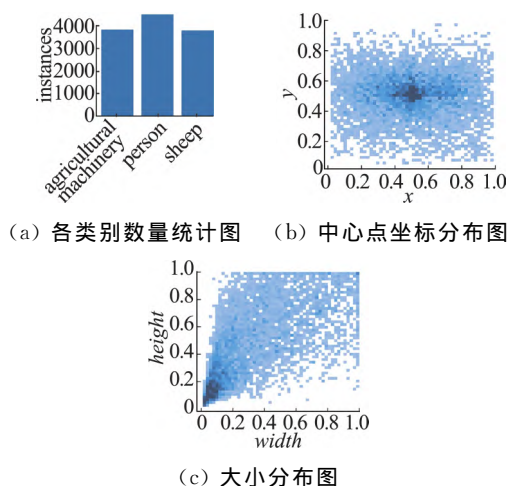 instances
4000
3000
2000
1000
0
agricultural
machinery
person
sheep
(a) 各类别数量统计图
y
1.0
0.8
0.6
0.4
0.2
0
0 0.2 0.4 0.6 0.8 1.0
x
(b) 中心点坐标分布图
height
1.0
0.8
0.6
0.4
0.2
0
0 0.2 0.4 0.6 0.8 1.0
width
(c) 大小分布图